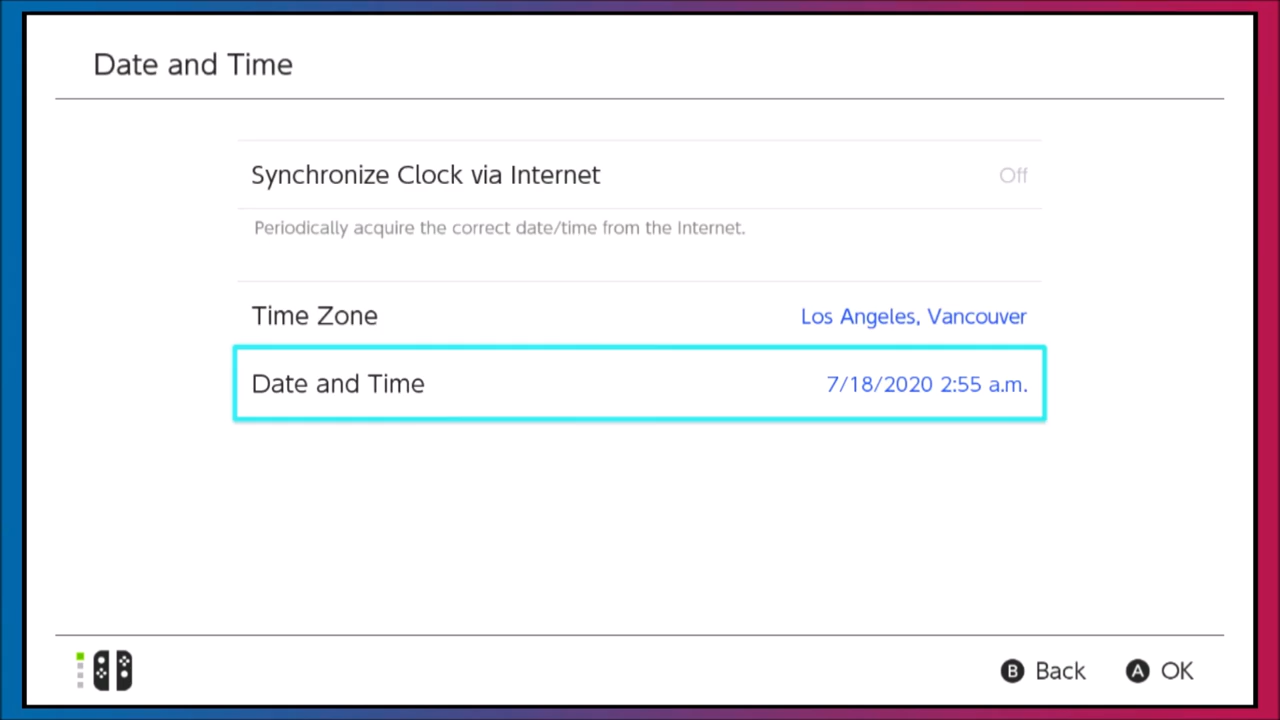 Date and Time
Synchronize Clock via Internet Off
Periodically acquire the correct date/time from the Internet.
Time Zone Los Angeles, Vancouver
Date and Time 7/18/2020 2:55 a.m.
B Back A OK